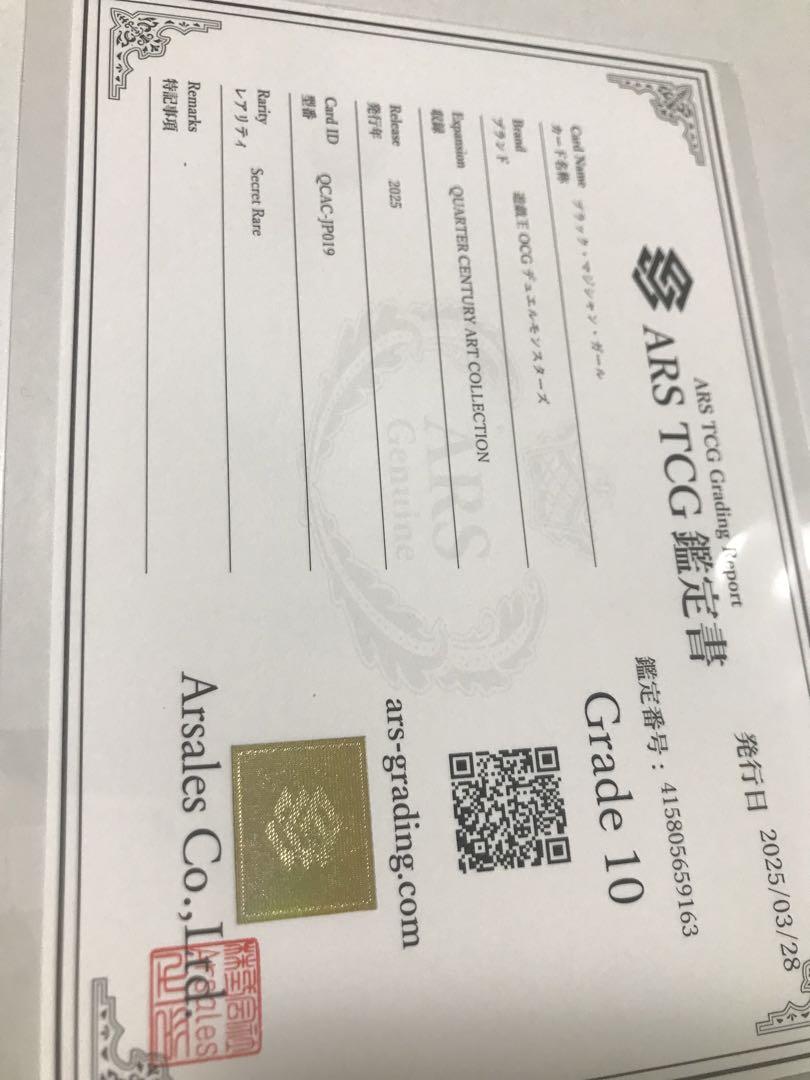 発行日 2025/03/28
ARS TCG Grading Report
ARS TCG 鑑定書
鑑定番号：415805659163
Grade 10
Card Name
カード名称 ブラック・マジシャン・ガール
Brand
ブランド 遊戯王OCGデュエルモンスターズ
Expansion
収録 QUARTER CENTURY ART COLLECTION
Release
発行年 2025
Card ID
型番 QCAC-JP019
Rarity
レアリティ Secret Rare
Remarks
特記事項 -
ARS
Genuine
ars-grading.com
Arsales Co.,Ltd.
Arsales